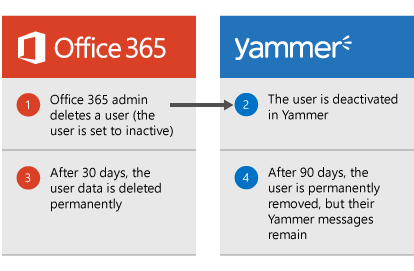 Office 365
yammer
1
Office 365 admin
deletes a user (the
user is set to inactive)
2
The user is deactivated
in Yammer
3
After 30 days, the
user data is deleted
permanently
4
After 90 days, the
user is permanently
removed, but their
Yammer messages
remain